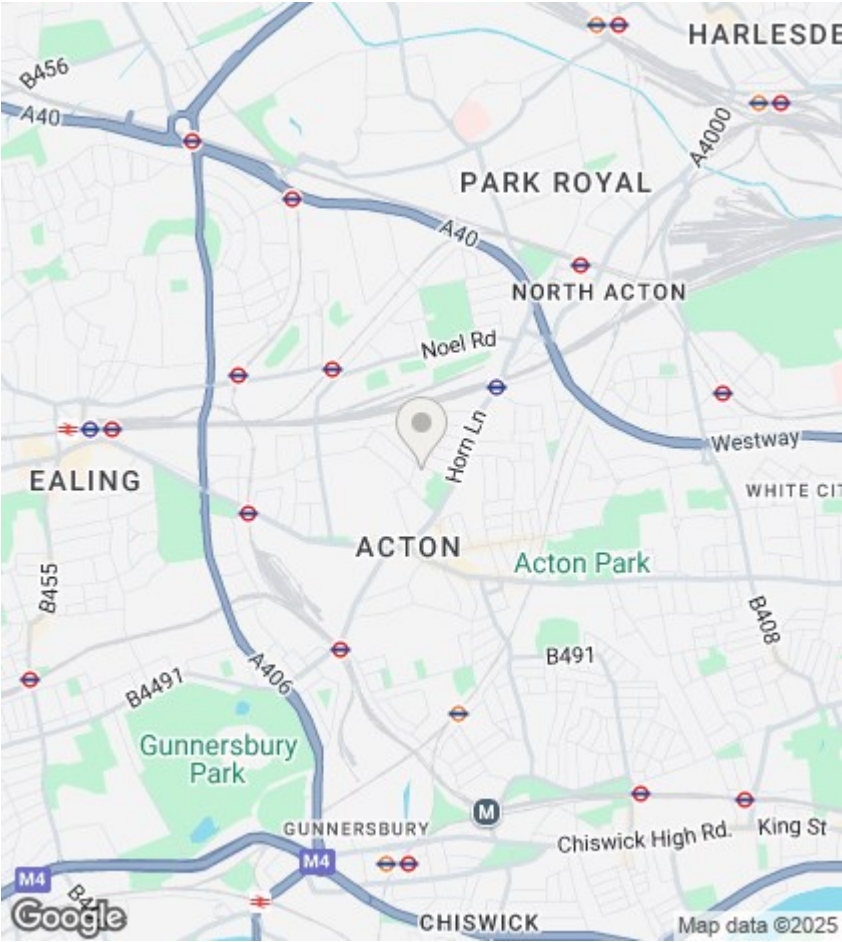 HARLESDE
B456
A40
A4000
PARK ROYAL
A40
NORTH ACTON
Noel Rd
Horn Ln
Westway
EALING
WHITE CIT
ACTON
Acton Park
B455
B408
B491
A406
B4491
Gunnersbury
Park
M
GUNNERSBURY
Chiswick High Rd.
King St
M4
M4
Google
CHISWICK
Map data ©2025